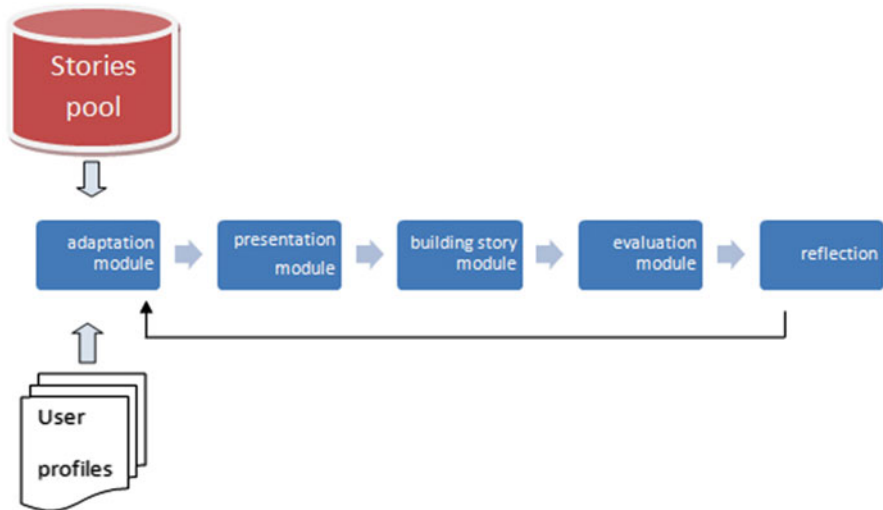 Stories
pool
adaptation
module
presentation
module
building story
module
evaluation
module
reflection
User
profiles